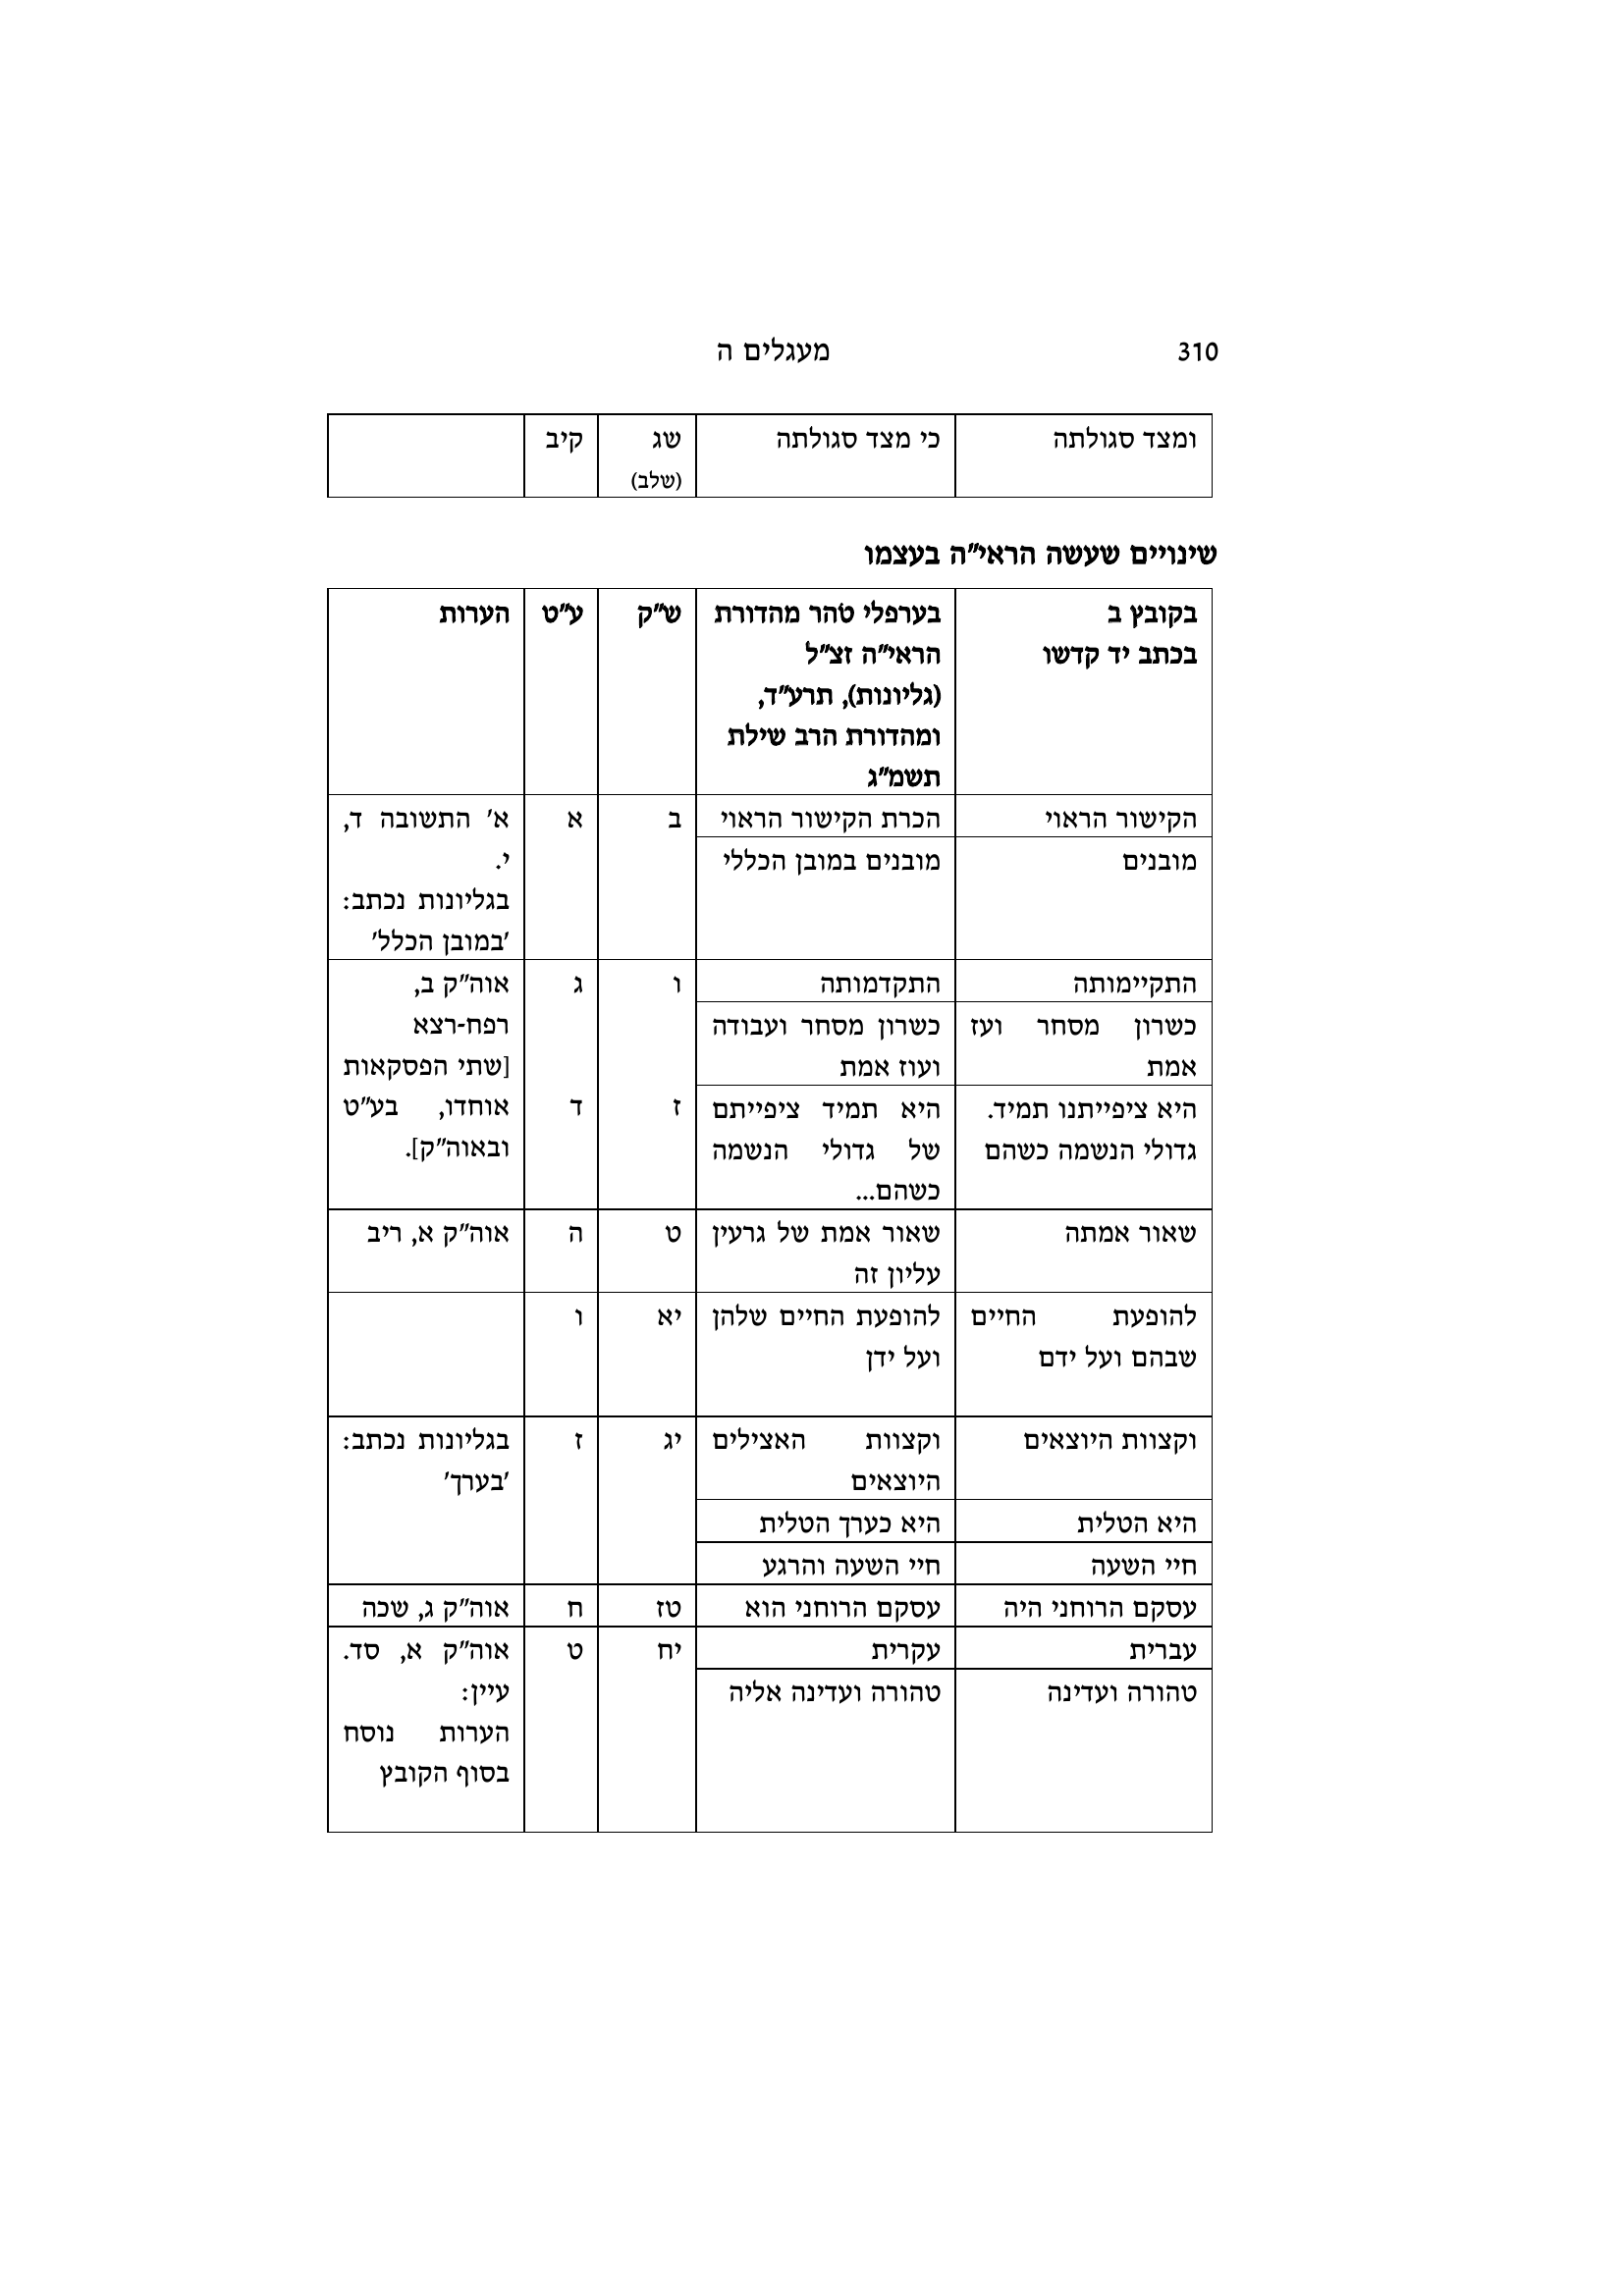 310 מעגלים ה
ומצד סגולתה כי מצד סגולתה שג קיב
(שלב)
שינויים שעשה הראי"ה בעצמו
בקובץ ב בערפלי טהר מהדורת ש"ק ע"ט הערות
בכתב יד קדשו הראי"ה זצ"ל
(גליונות), תרע"ד,
ומהדורת הרב שילת
תשמ"ג
הקישור הראוי הכרת הקישור הראוי ב א א' התשובה ד,
מובנים מובנים במובן הכללי י.
בגליונות נכתב:
'במובן הכלל'
התקיימותה התקדמותה ו ג אוה"ק ב,
כשרון מסחר ועז כשרון מסחר ועבודה רפח-רצא
אמת ועוז אמת [שתי הפסקאות
היא ציפייתנו תמיד. היא תמיד ציפייתם ז ד אוחדו, בע"ט
גדולי הנשמה כשהם של גדולי הנשמה ובאוה"ק].
כשהם...
שאור אמתה שאור אמת של גרעין ט ה אוה"ק א, ריב
עליון זה
להופעת החיים להופעת החיים שלהן יא ו
שבהם ועל ידם ועל ידן
וקצוות היוצאים וקצוות האצילים יג ז בגליונות נכתב:
היוצאים 'בערך'
היא הטלית היא כערך הטלית
חיי השעה חיי השעה והרגע
עסקם הרוחני היה עסקם הרוחני הוא טז ח אוה"ק ג, שכה
עברית עקרית יח ט אוה"ק א, סד.
טהורה ועדינה טהורה ועדינה אליה עיין:
הערות נוסח
בסוף הקובץ